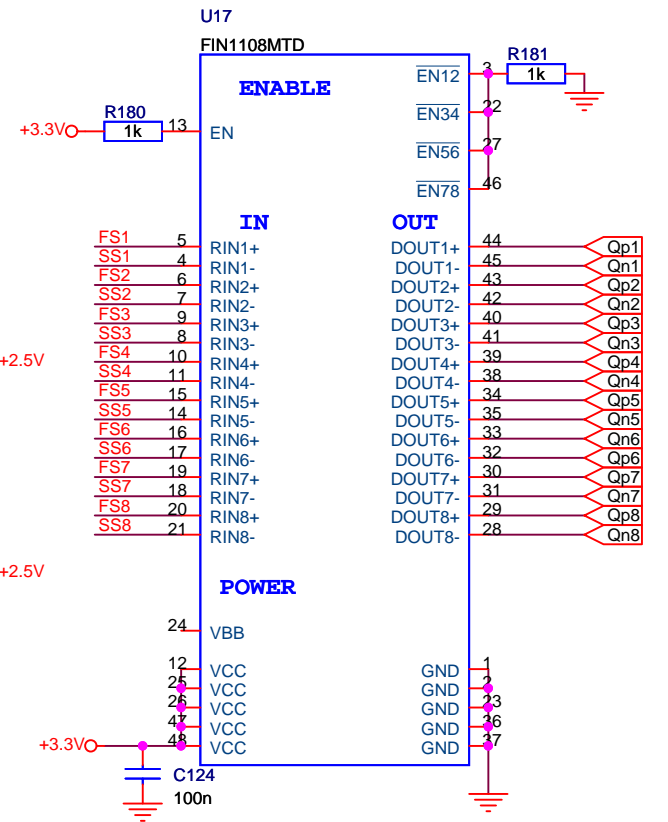 U17
FIN1108MTD
ENABLE
EN12 3 R181 1k
EN34 22
EN56 27
EN78 46
+3.3V R180 1k 13 EN
IN OUT
FS1 5 RIN1+ DOUT1+ 44 Qp1
SS1 4 RIN1- DOUT1- 45 Qn1
FS2 6 RIN2+ DOUT2+ 43 Qp2
SS2 7 RIN2- DOUT2- 42 Qn2
FS3 9 RIN3+ DOUT3+ 40 Qp3
SS3 8 RIN3- DOUT3- 41 Qn3
+2.5V
FS4 10 RIN4+ DOUT4+ 39 Qp4
SS4 11 RIN4- DOUT4- 38 Qn4
FS5 15 RIN5+ DOUT5+ 34 Qp5
SS5 14 RIN5- DOUT5- 35 Qn5
FS6 16 RIN6+ DOUT6+ 33 Qn6
SS6 17 RIN6- DOUT6- 32 Qp6
FS7 19 RIN7+ DOUT7+ 30 Qp7
SS7 18 RIN7- DOUT7- 31 Qn7
FS8 20 RIN8+ DOUT8+ 29 Qp8
SS8 21 RIN8- DOUT8- 28 Qn8
+2.5V
POWER
24 VBB
12 VCC GND 1
25 VCC GND 2
26 VCC GND 23
47 VCC GND 36
+3.3V 48 VCC GND 37
C124
100n